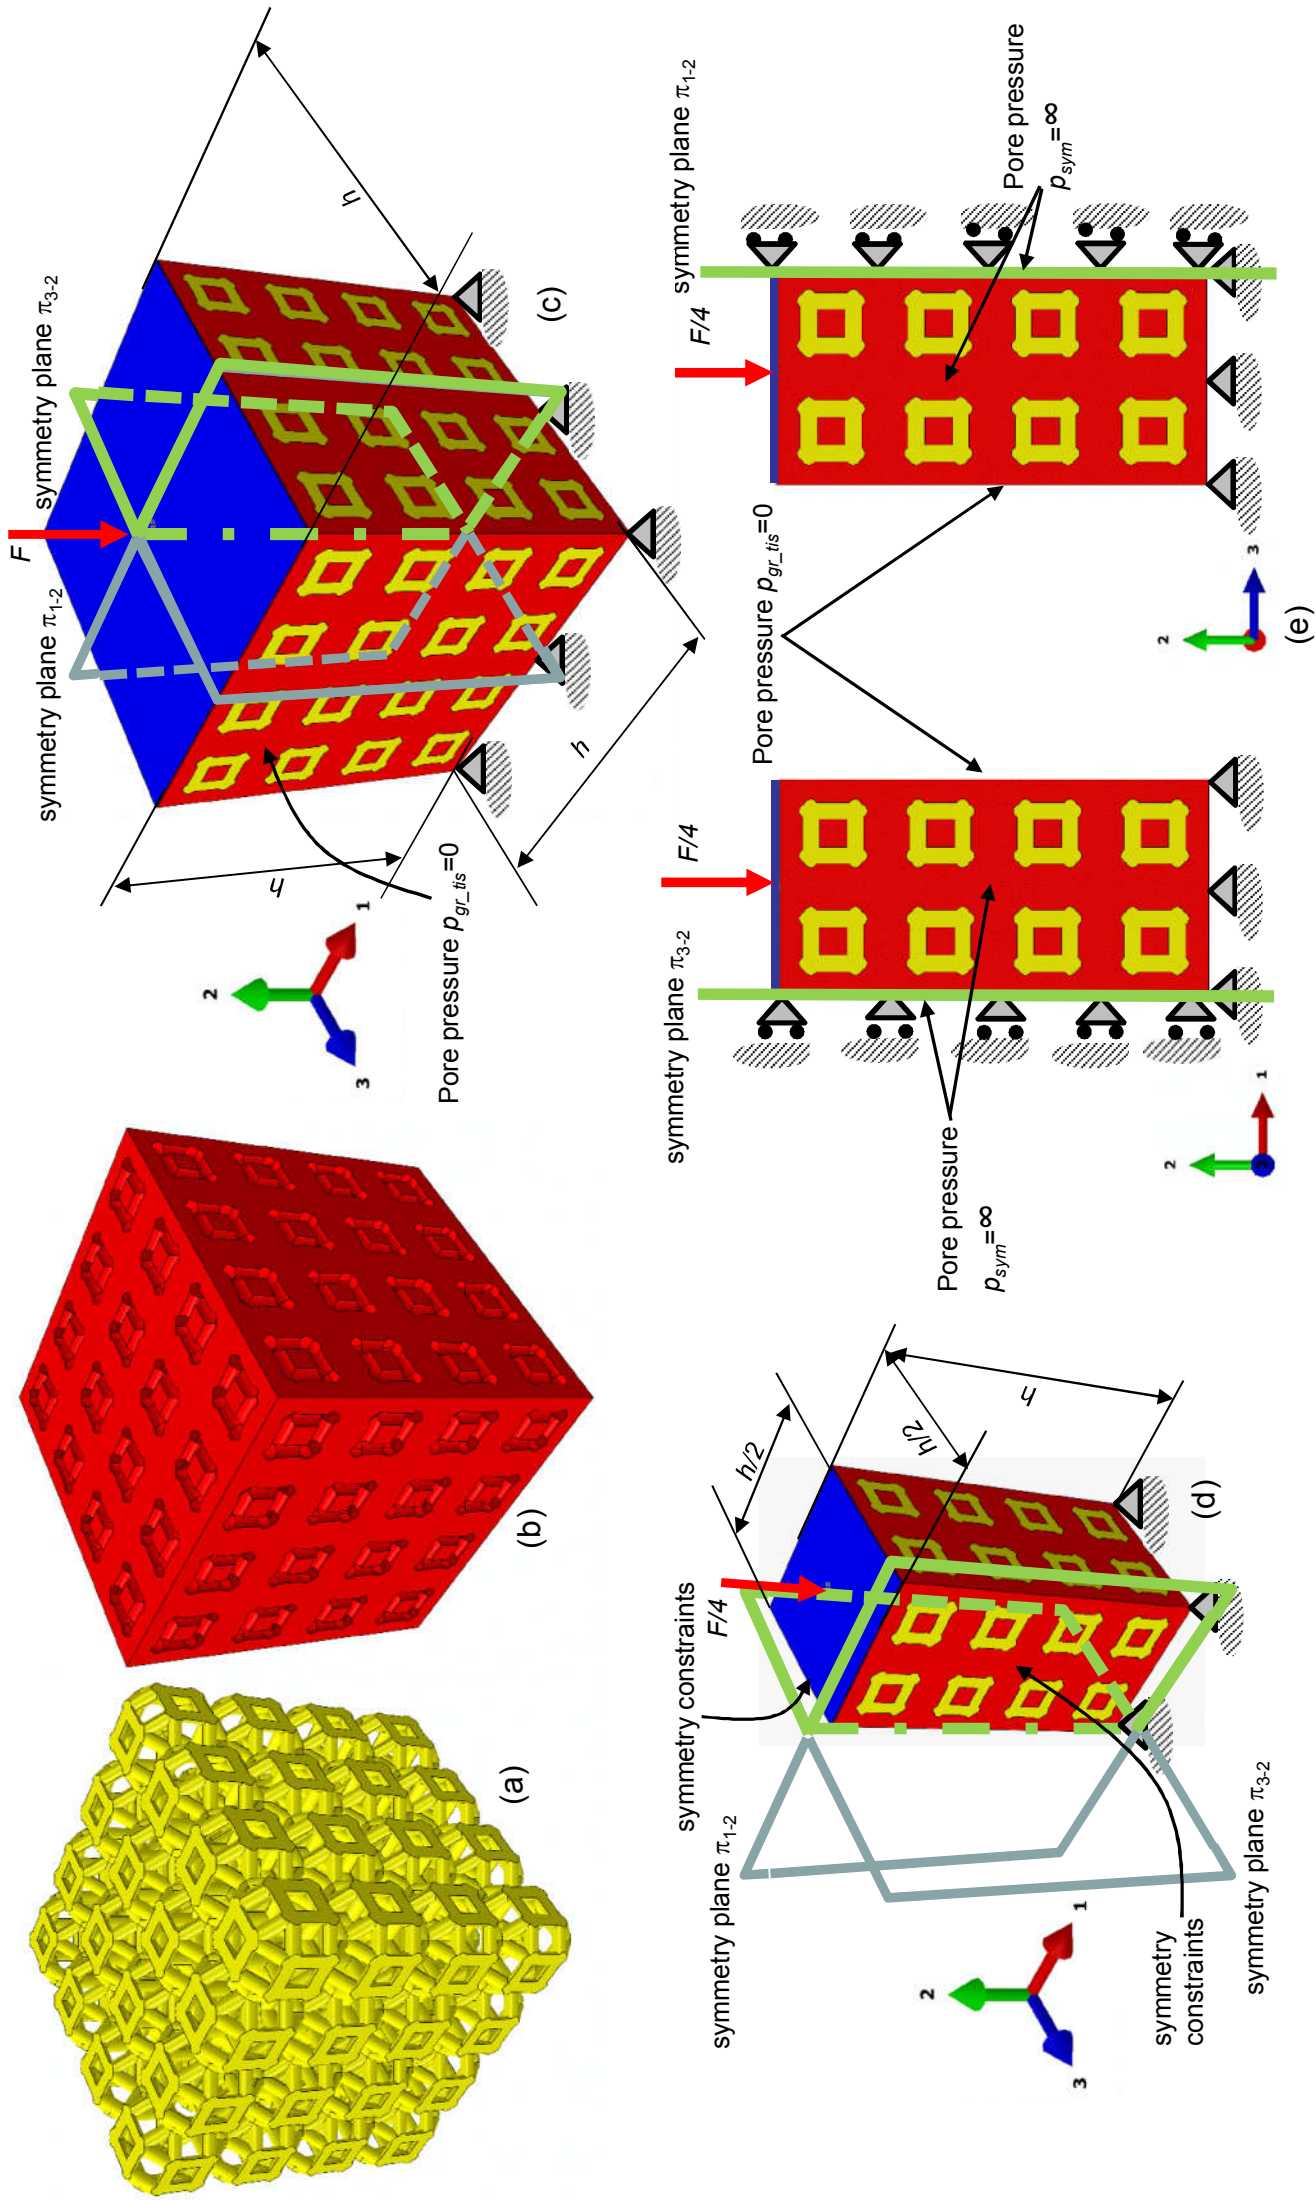 (a)
(b)
F
symmetry plane π1-2
symmetry plane π3-2
h
h
h
Pore pressure pgr_tis=0
2
1
3
(c)
symmetry plane π1-2
symmetry constraints
F/4
h/2
h/2
h
symmetry
constraints
symmetry plane π3-2
2
1
3
(d)
symmetry plane π3-2
F/4
Pore pressure
psym=∞
Pore pressure pgr_tis=0
F/4
symmetry plane π1-2
Pore pressure
psym=∞
2
1
3
2
3
(e)